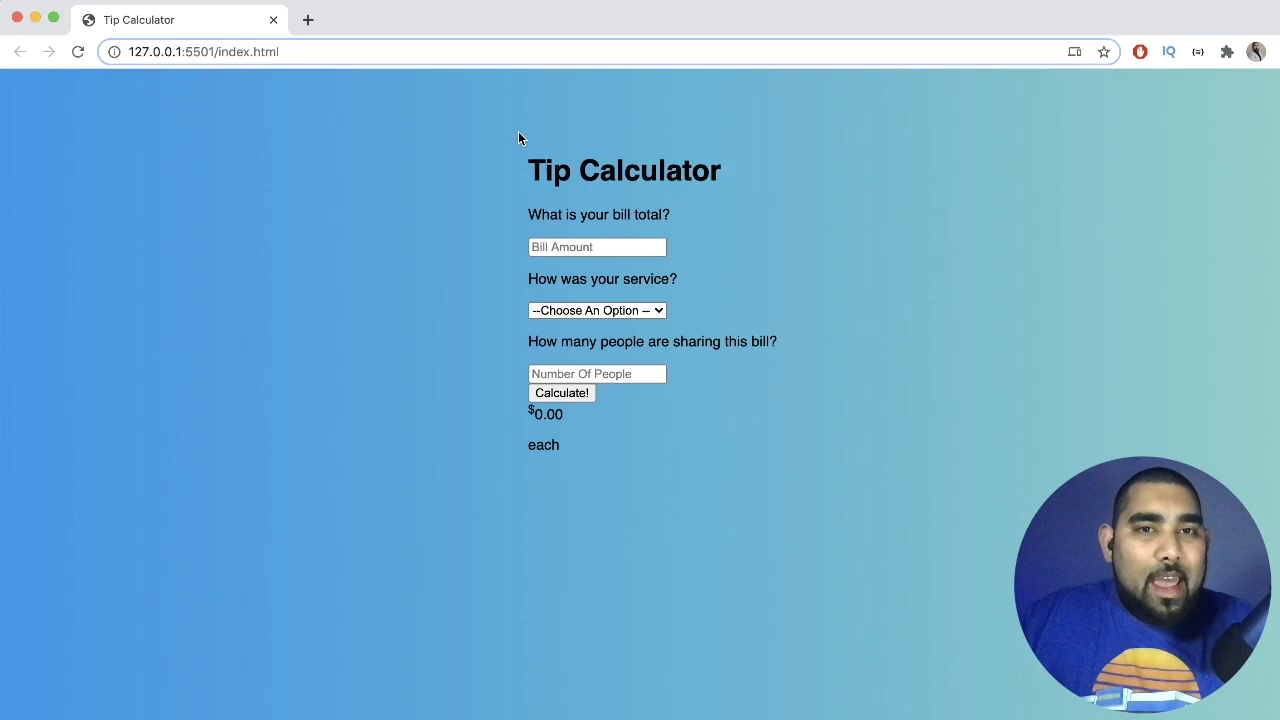 Tip Calculator
127.0.0.1:5501/index.html
IQ
Tip Calculator
What is your bill total?
Bill Amount
How was your service?
--Choose An Option --
How many people are sharing this bill?
Number Of People
Calculate!
$0.00
each